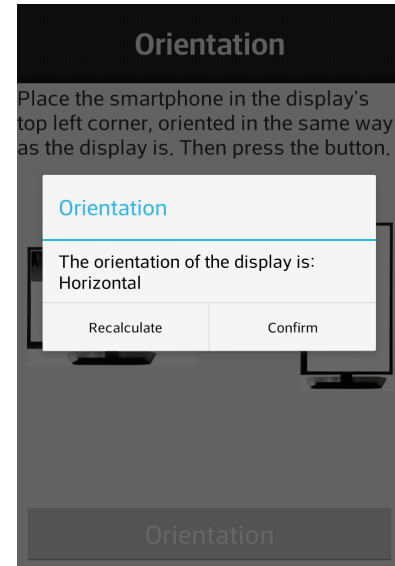 Orientation
Place the smartphone in the display's
top left corner, oriented in the same way
as the display is. Then press the button.
Orientation
The orientation of the display is:
Horizontal
Recalculate
Confirm
Orientation